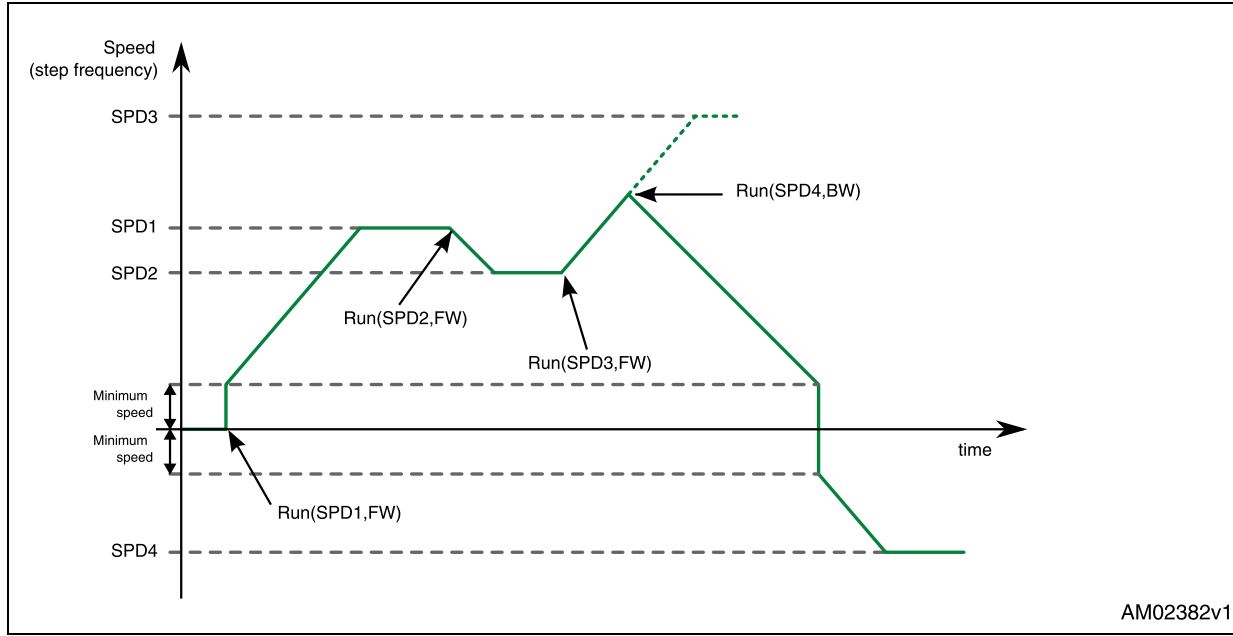 Speed
(step frequency)
SPD3
Run(SPD4,BW)
SPD1
SPD2
Run(SPD2,FW)
Run(SPD3,FW)
Minimum
speed
Minimum
speed
time
Run(SPD1,FW)
SPD4
AM02382v1